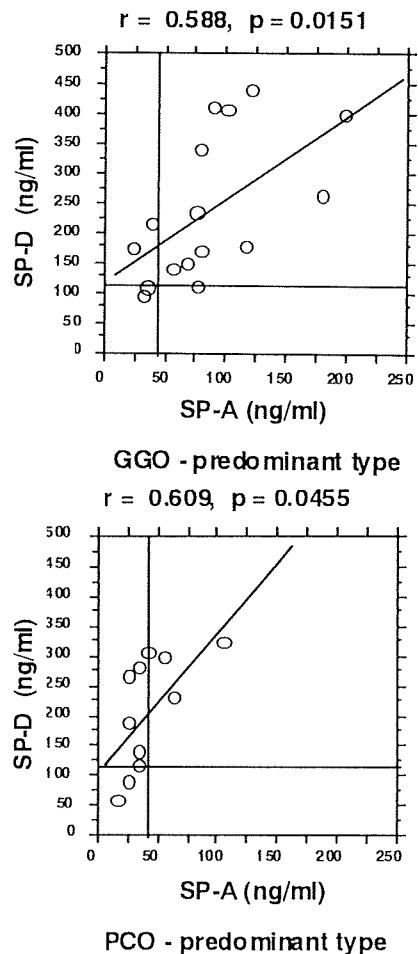 r = 0.588, p = 0.0151
500
450
400
350
300
250
200
150
100
50
0
SP-D (ng/ml)
0 50 100 150 200 250
SP-A (ng/ml)
GGO - predominant type
r = 0.609, p = 0.0455
500
450
400
350
300
250
200
150
100
50
0
SP-D (ng/ml)
0 50 100 150 200 250
SP-A (ng/ml)
PCO - predominant type